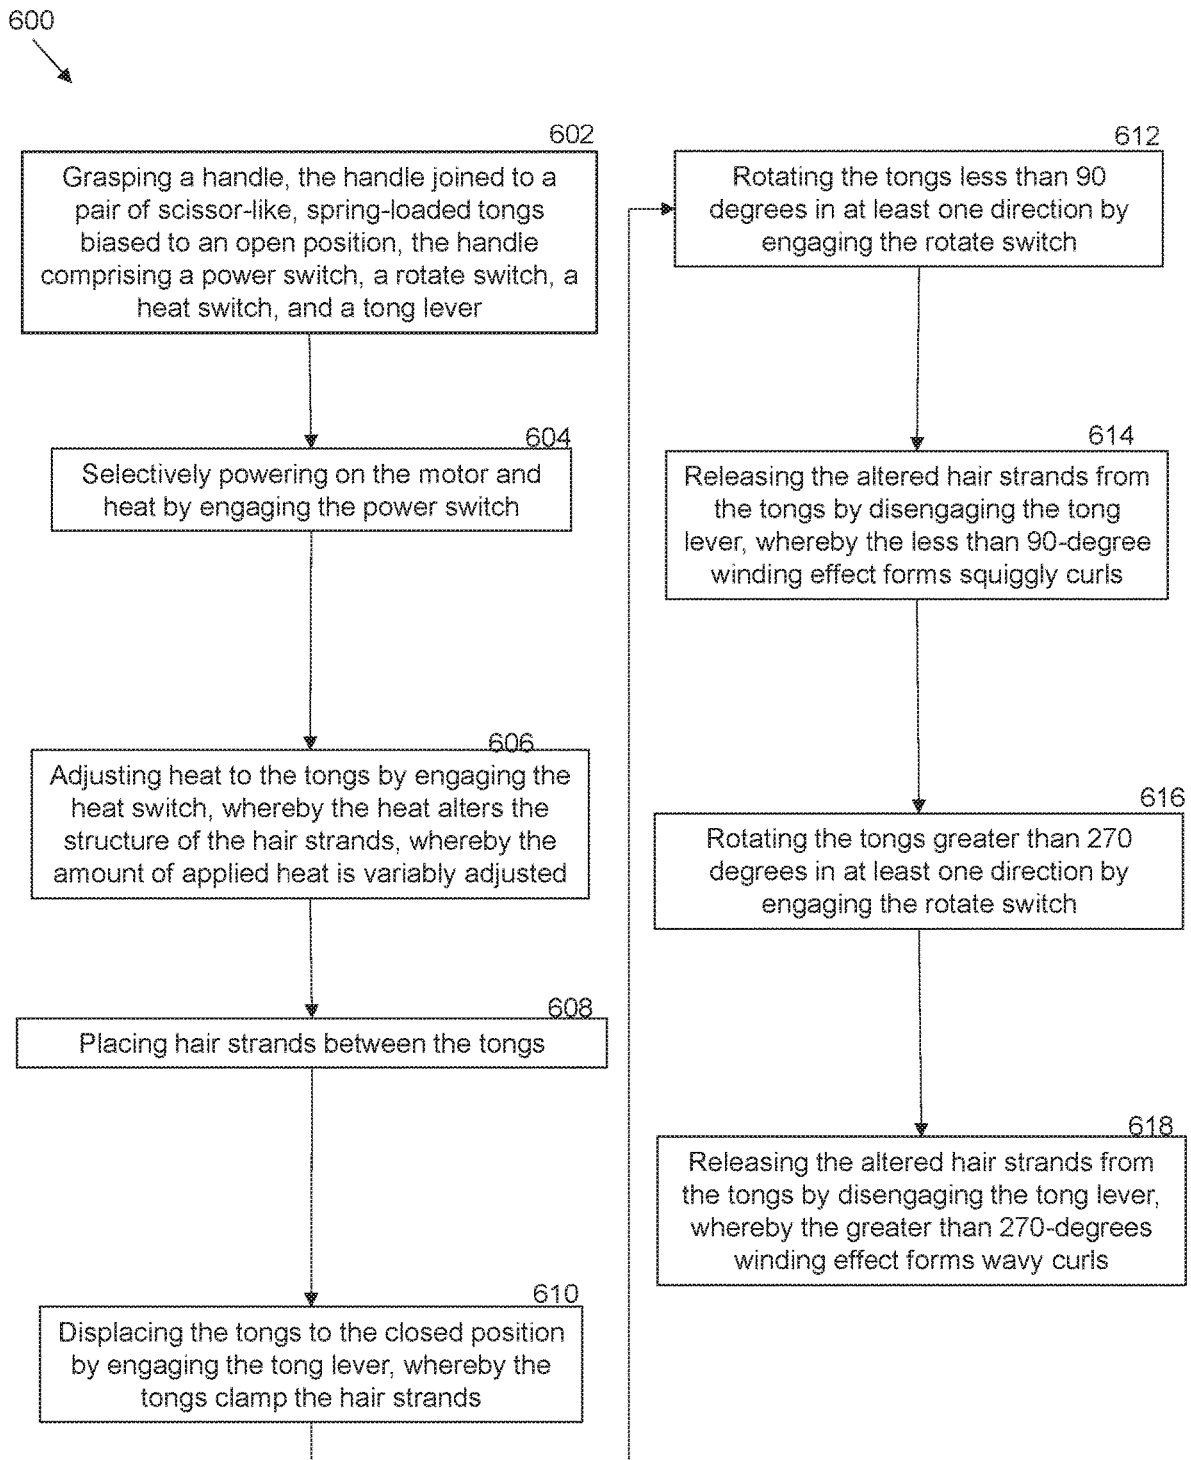 600
602
Grasping a handle, the handle joined to a
pair of scissor-like, spring-loaded tongs
biased to an open position, the handle
comprising a power switch, a rotate switch, a
heat switch, and a tong lever
604
Selectively powering on the motor and
heat by engaging the power switch
606
Adjusting heat to the tongs by engaging the
heat switch, whereby the heat alters the
structure of the hair strands, whereby the
amount of applied heat is variably adjusted
608
Placing hair strands between the tongs
610
Displacing the tongs to the closed position
by engaging the tong lever, whereby the
tongs clamp the hair strands
612
Rotating the tongs less than 90
degrees in at least one direction by
engaging the rotate switch
614
Releasing the altered hair strands from
the tongs by disengaging the tong
lever, whereby the less than 90-degree
winding effect forms squiggly curls
616
Rotating the tongs greater than 270
degrees in at least one direction by
engaging the rotate switch
618
Releasing the altered hair strands from
the tongs by disengaging the tong lever,
whereby the greater than 270-degrees
winding effect forms wavy curls